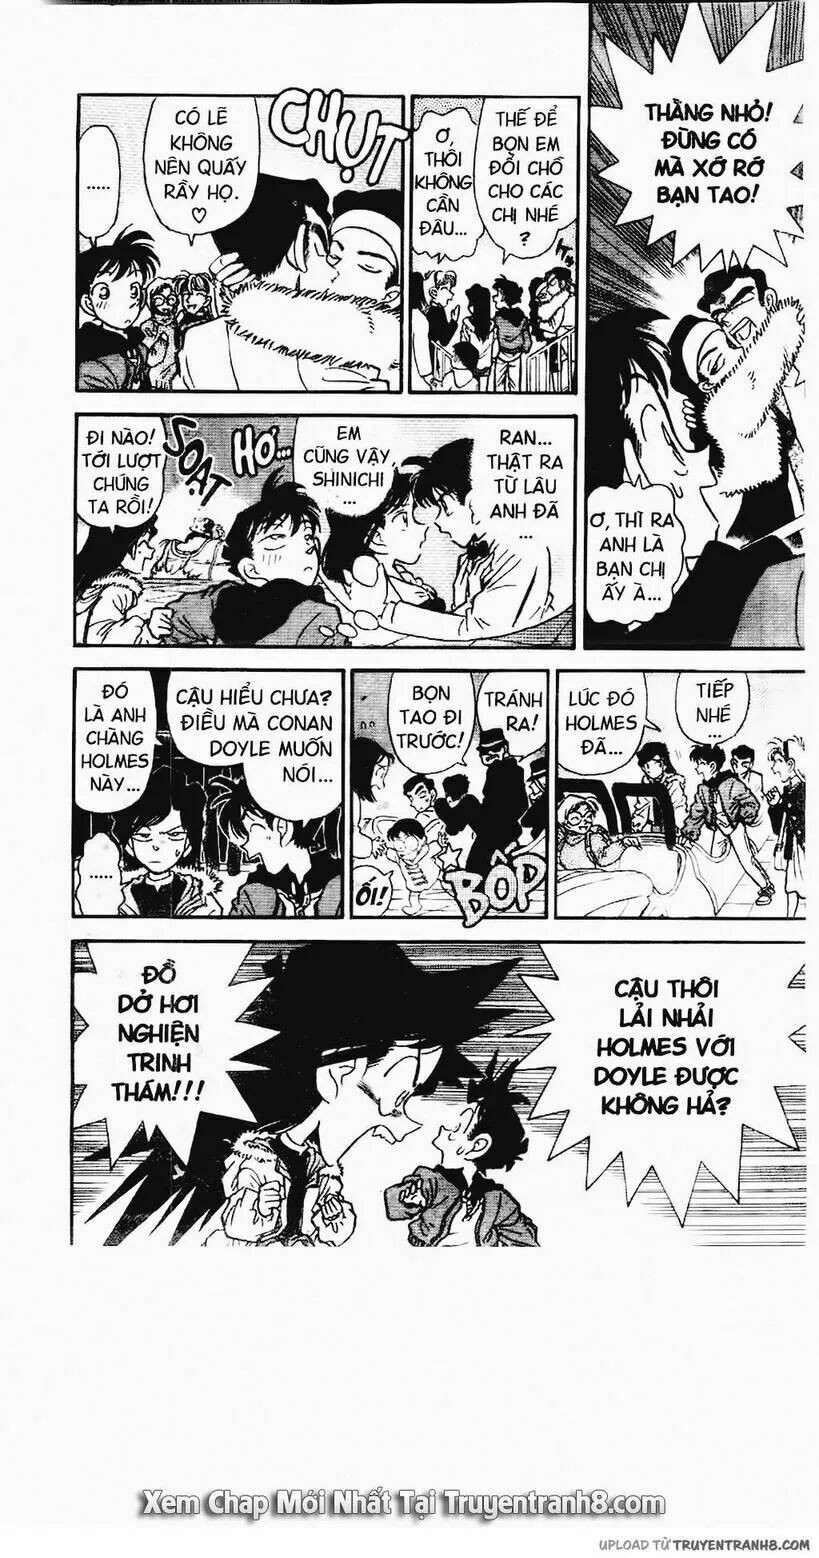 THẰNG NHỎ!
ĐỪNG CÓ
MÀ XỚ RỚ
BẠN TAO!
Ơ, THÌ RA
ANH LÀ
BẠN CHỊ
ẤY À...
THẾ ĐỂ
BỌN EM
ĐỔI CHỖ
CHO CÁC
CHỊ NHÉ
?
Ơ,
THÔI
KHÔNG
CẦN
ĐÂU...
CHỤT
CÓ LẼ
KHÔNG
NÊN QUẤY
RẦY HỌ.
♡
......
RAN...
THẬT RA
TỪ LÂU
ANH ĐÃ
...
EM
CŨNG VẬY,
SHINICHI
...
HƠ...
SOẠT
ĐI NÀO!
TỚI LƯỢT
CHÚNG
TA RỒI!
TIẾP
NHÉ
...
LÚC ĐÓ
HOLMES
ĐÃ...
TRÁNH
RA!
BỌN
TAO ĐI
TRƯỚC!
BỐP
ỐI!
CẬU HIỂU CHƯA?
ĐIỀU MÀ CONAN
DOYLE MUỐN
NÓI...
ĐÓ
LÀ ANH
CHÀNG
HOLMES
NÀY...
......
CẬU THÔI
LẢI NHẢI
HOLMES VỚI
DOYLE ĐƯỢC
KHÔNG HẢ?
ĐỒ
DỞ HƠI
NGHIỆN
TRINH
THÁM!!!
Xem Chap Mới Nhất Tại Truyentranh8.com
UPLOAD TỪ TRUYENTRANH8.COM